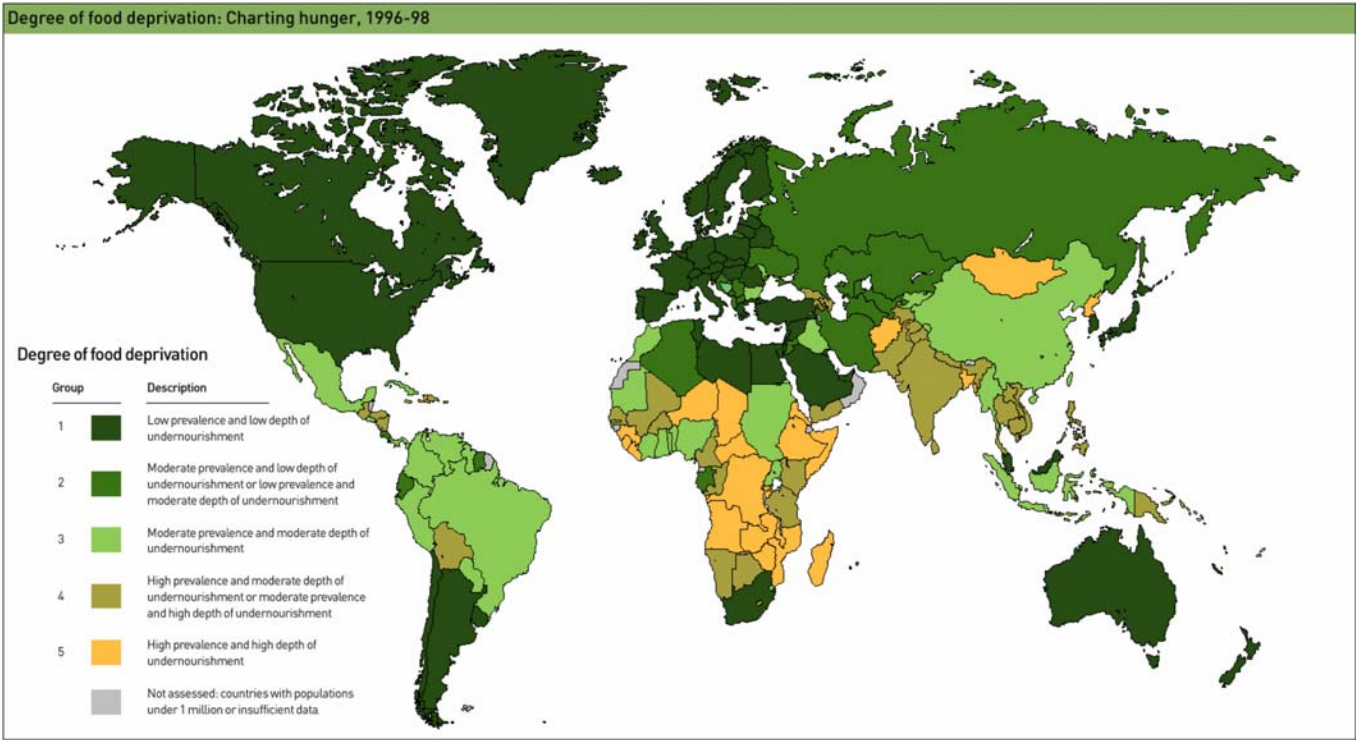 Degree of food deprivation: Charting hunger, 1996-98
Degree of food deprivation
Group
Description
1
Low prevalence and low depth of
undernourishment
2
Moderate prevalence and low depth of
undernourishment or low prevalence and
moderate depth of undernourishment
3
Moderate prevalence and moderate depth of
undernourishment
4
High prevalence and moderate depth of
undernourishment or moderate prevalence
and high depth of undernourishment
5
High prevalence and high depth of
undernourishment
Not assessed: countries with populations
under 1 million or insufficient data